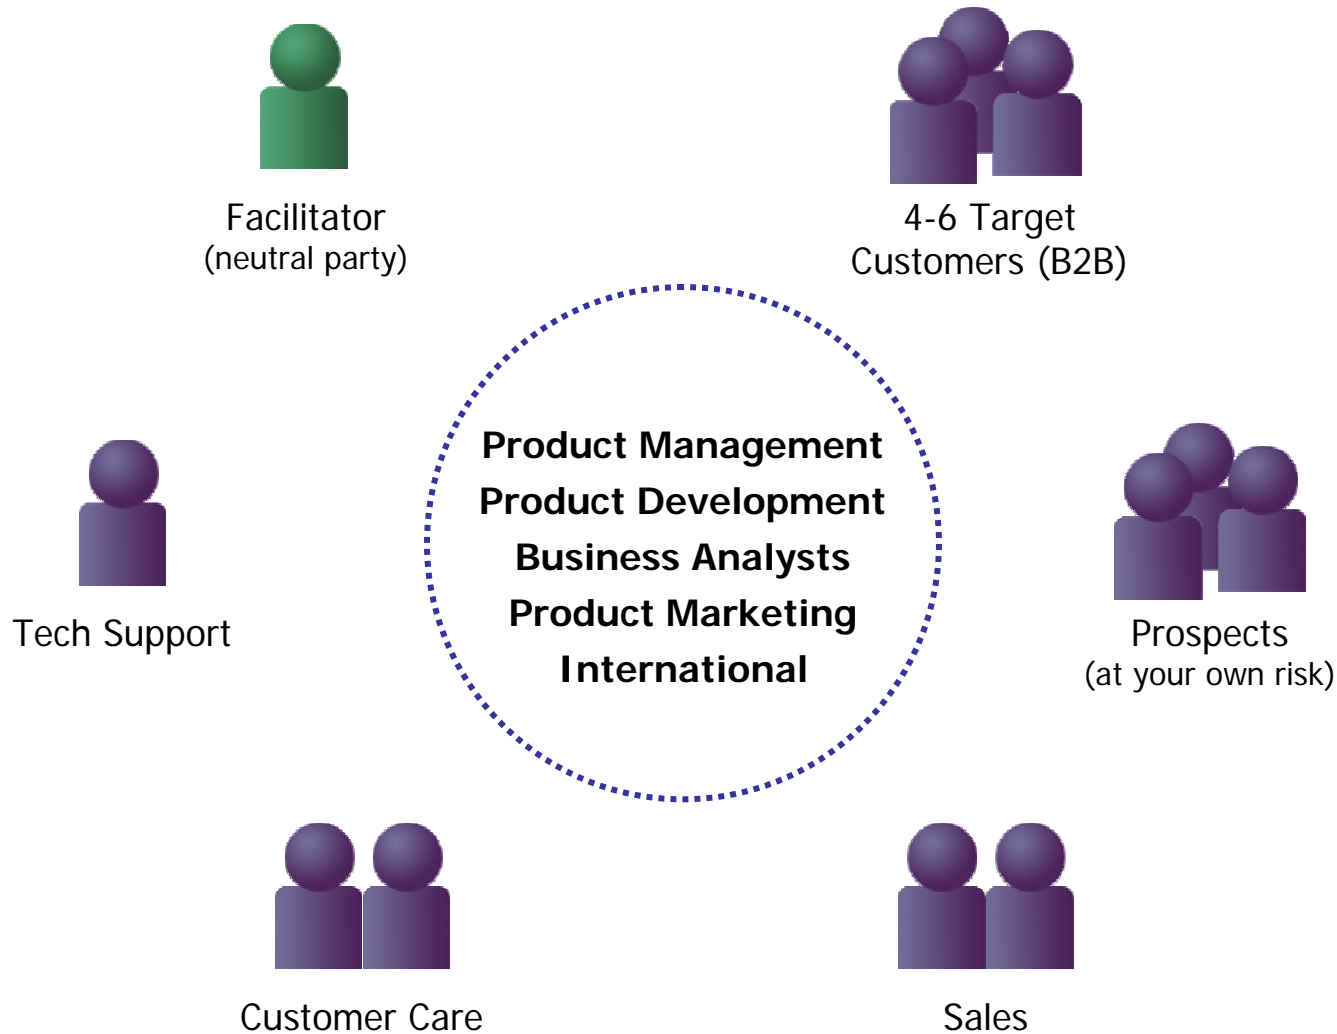 Facilitator
(neutral party)
4-6 Target
Customers (B2B)
Product Management
Product Development
Business Analysts
Product Marketing
International
Tech Support
Prospects
(at your own risk)
Customer Care
Sales